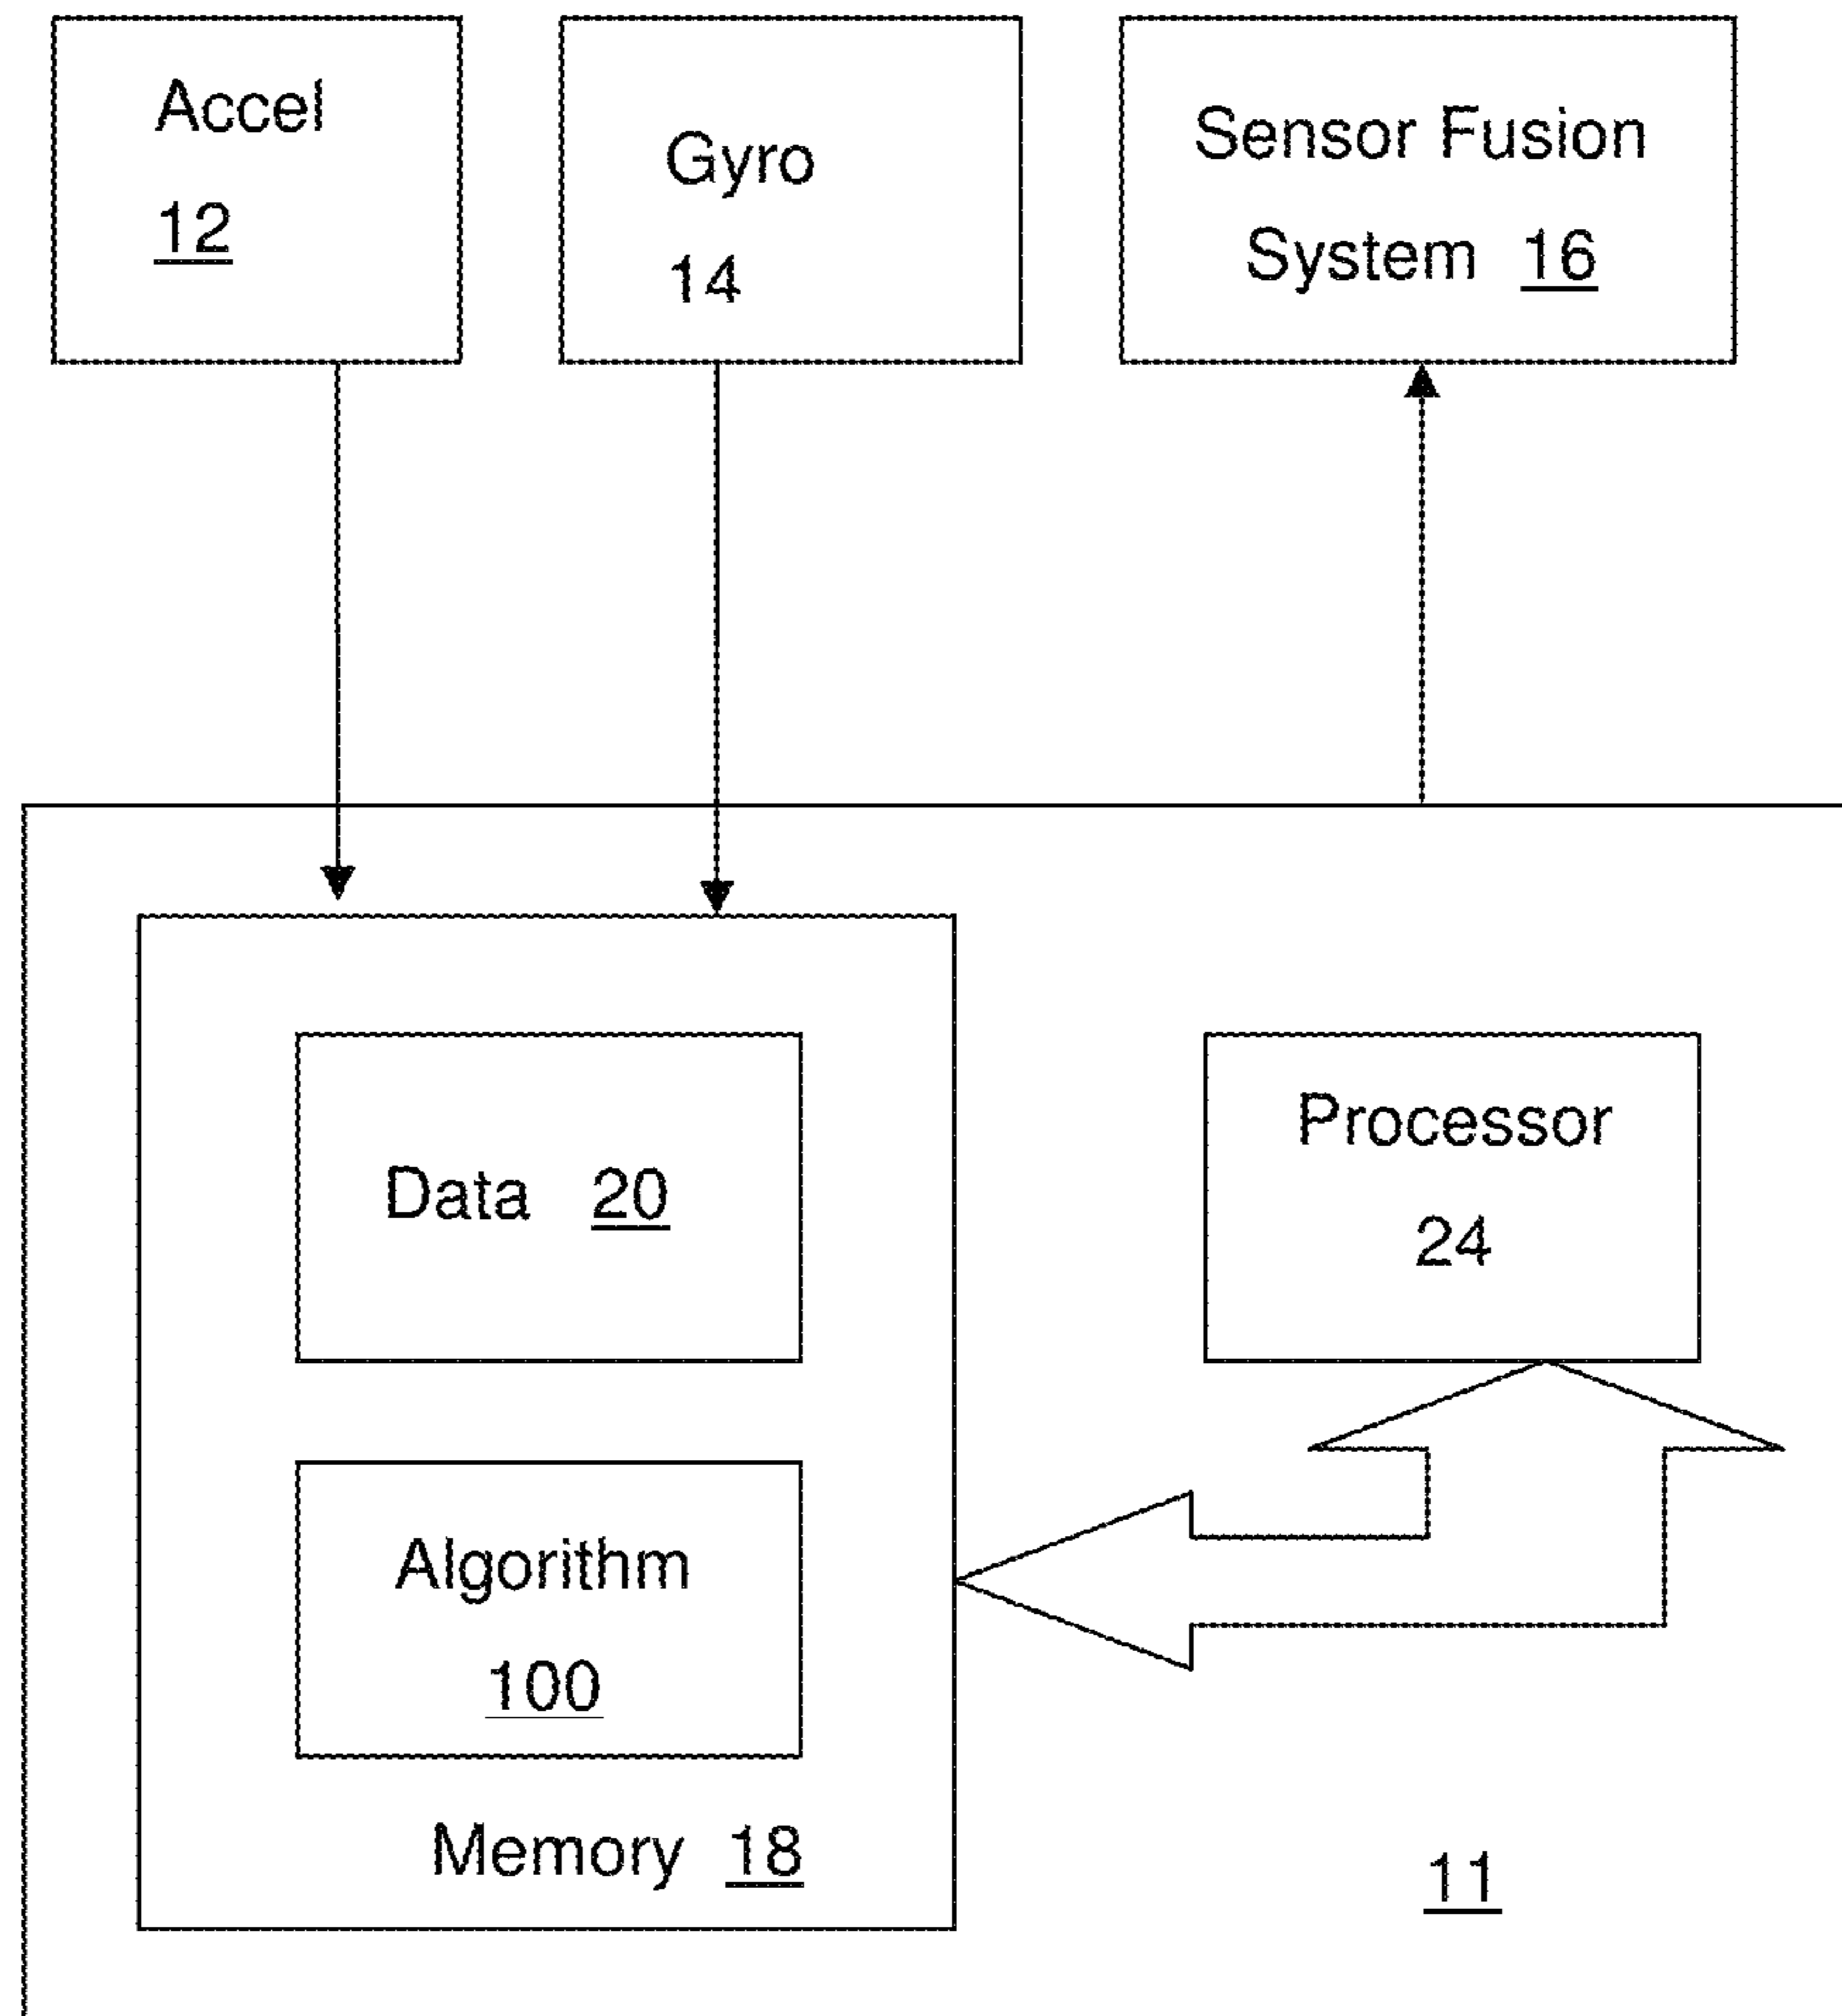 Accel
12
Gyro
14
Sensor Fusion
System 16
Data 20
Processor
24
Algorithm
100
Memory 18
11